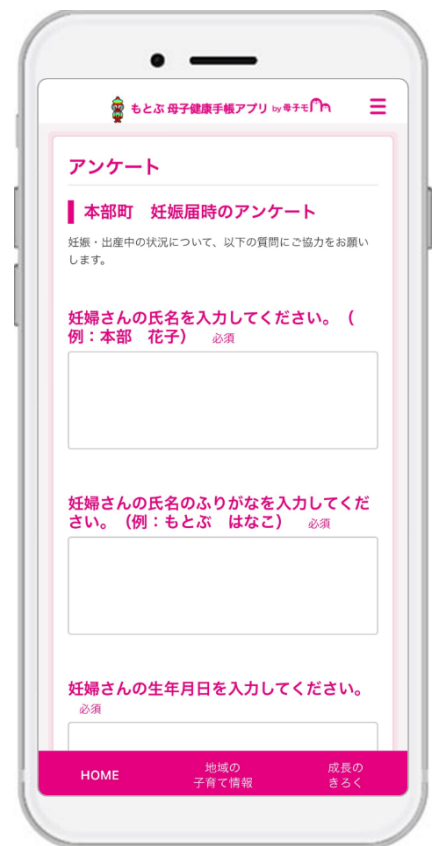 もとぶ 母子健康手帳アプリ by 母子モ
アンケート
本部町　妊娠届時のアンケート
妊娠・出産中の状況について、以下の質問にご協力をお願い
します。
妊婦さんの氏名を入力してください。（
例：本部　花子）　必須
妊婦さんの氏名のふりがなを入力してくだ
さい。（例：もとぶ　はなこ）　必須
妊婦さんの生年月日を入力してください。
必須
HOME
地域の
子育て情報
成長の
きろく